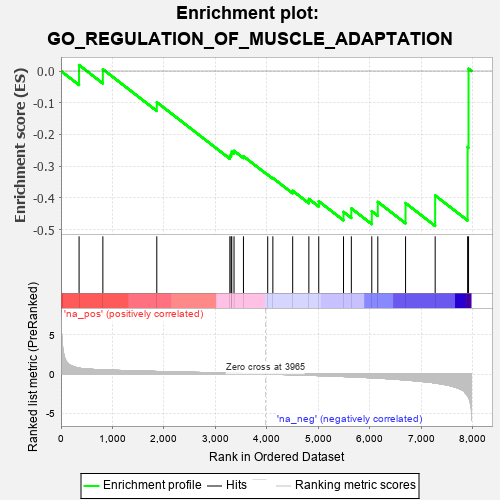 Enrichment plot:
GO_REGULATION_OF_MUSCLE_ADAPTATION
Enrichment score (ES)
0.0
-0.1
-0.2
-0.3
-0.4
-0.5
'na_pos' (positively correlated)
Ranked list metric (PreRanked)
5
0
-5
Zero cross at 3965
'na_neg' (negatively correlated)
0 1,000 2,000 3,000 4,000 5,000 6,000 7,000 8,000
Rank in Ordered Dataset
Enrichment profile Hits Ranking metric scores